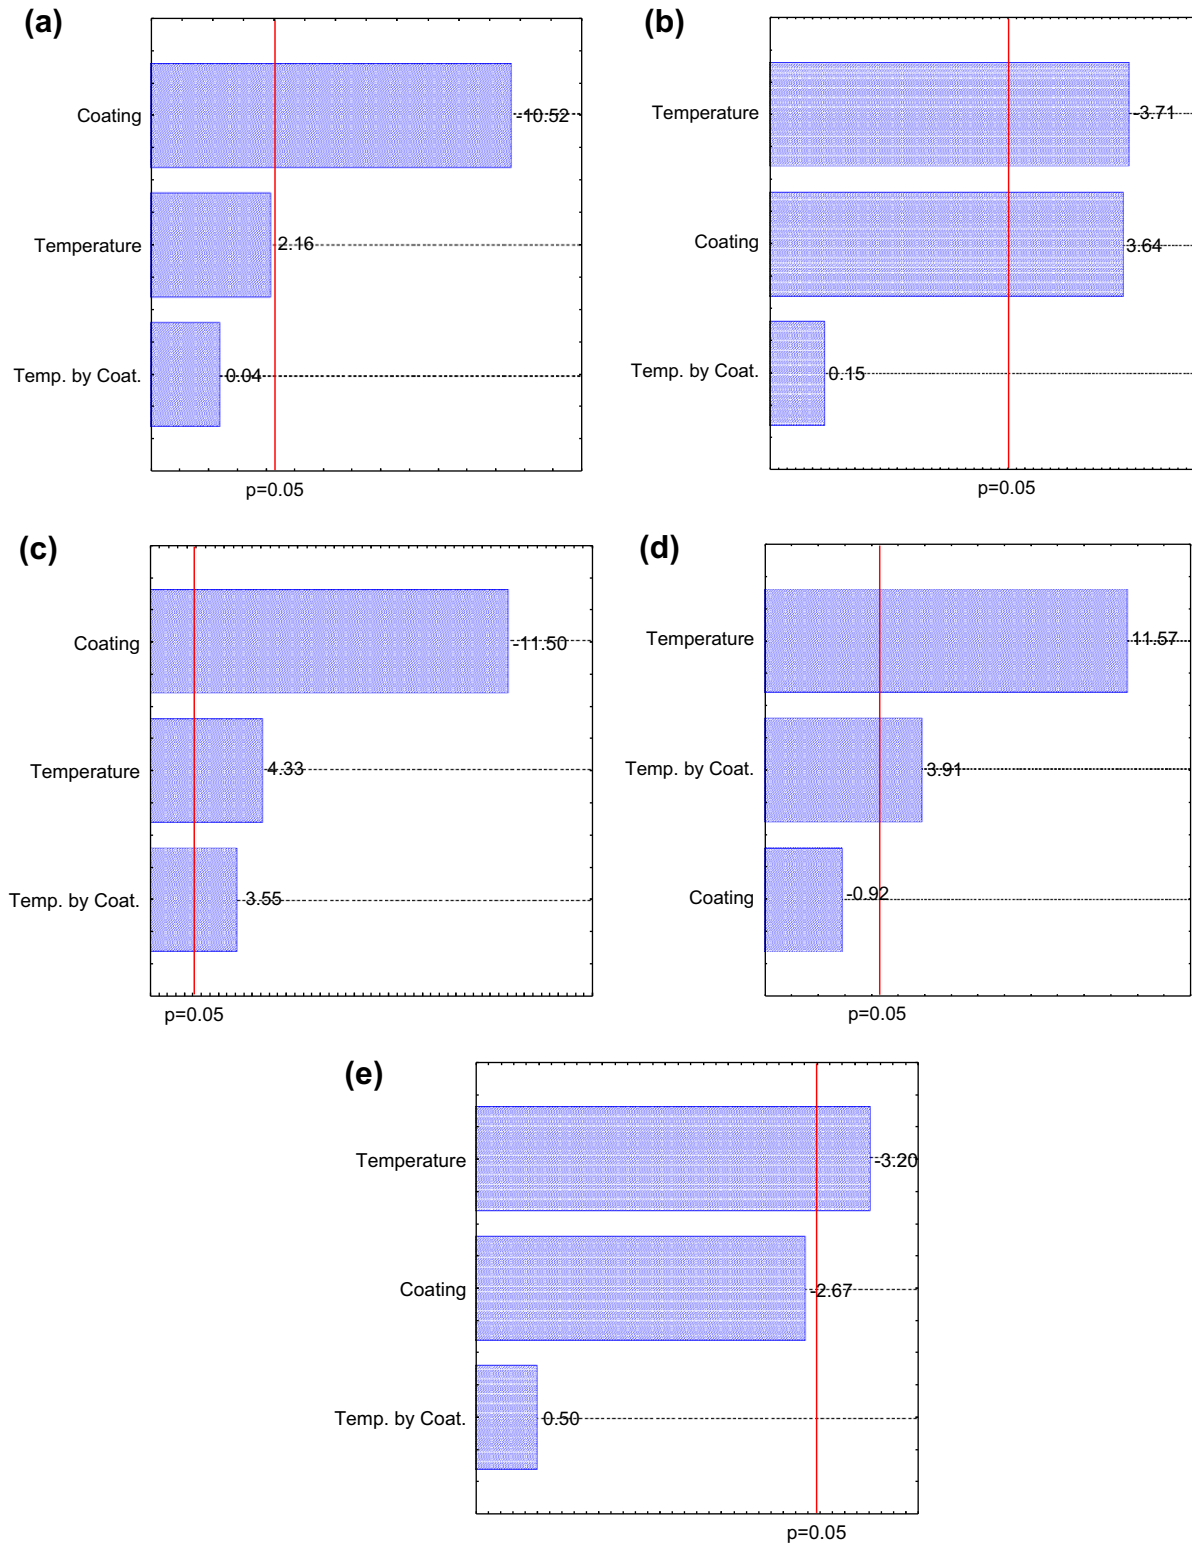 (a)
Coating
-10.52
Temperature
2.16
Temp. by Coat.
0.04
p=0.05
(b)
Temperature
-3.71
Coating
3.64
Temp. by Coat.
0.15
p=0.05
(c)
Coating
-11.50
Temperature
4.33
Temp. by Coat.
3.55
p=0.05
(d)
Temperature
11.57
Temp. by Coat.
3.91
Coating
-0.92
p=0.05
(e)
Temperature
-3.20
Coating
-2.67
Temp. by Coat.
0.50
p=0.05